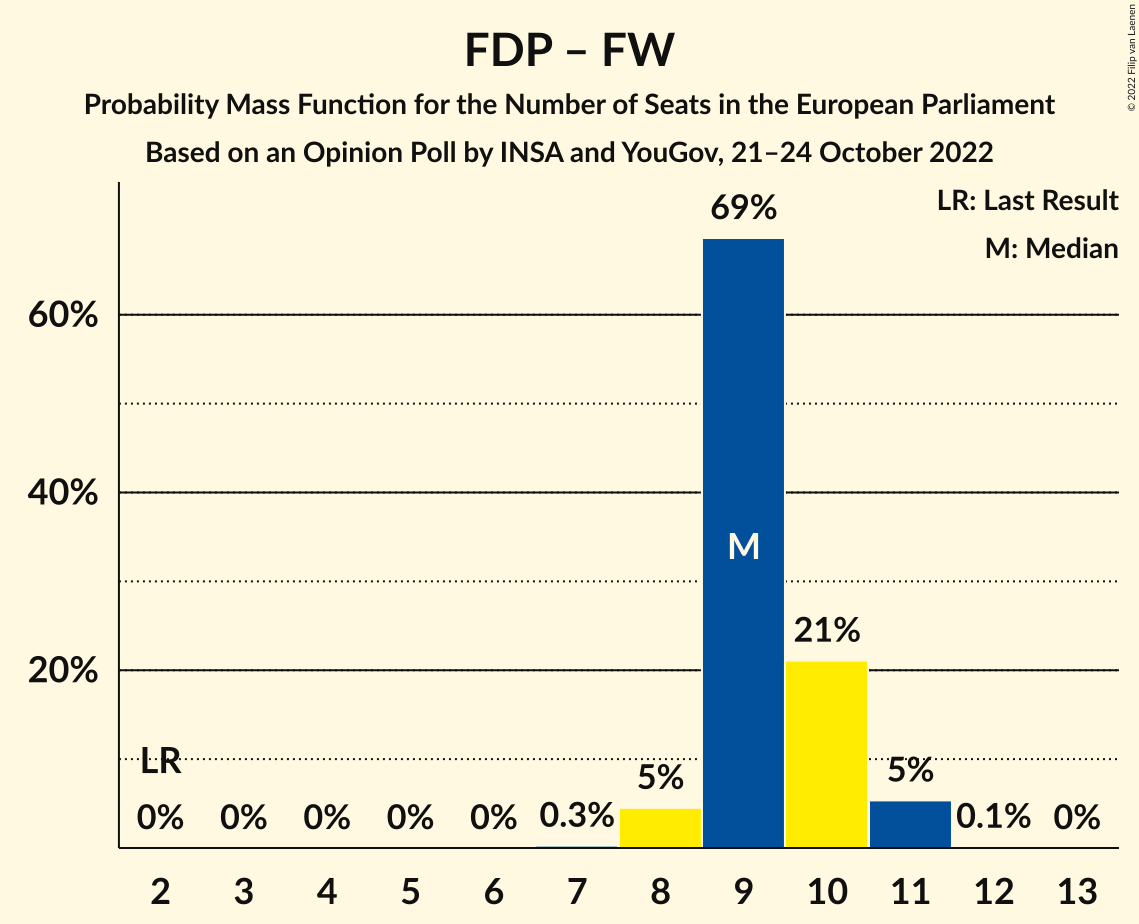 FDP – FW
Probability Mass Function for the Number of Seats in the European Parliament
Based on an Opinion Poll by INSA and YouGov, 21–24 October 2022
© 2022 Filip van Laenen
LR: Last Result
M: Median
60%
40%
20%
69%
M
21%
LR
5%
5%
0%
0%
0%
0%
0%
0.3%
0.1%
0%
2 3 4 5 6 7 8 9 10 11 12 13